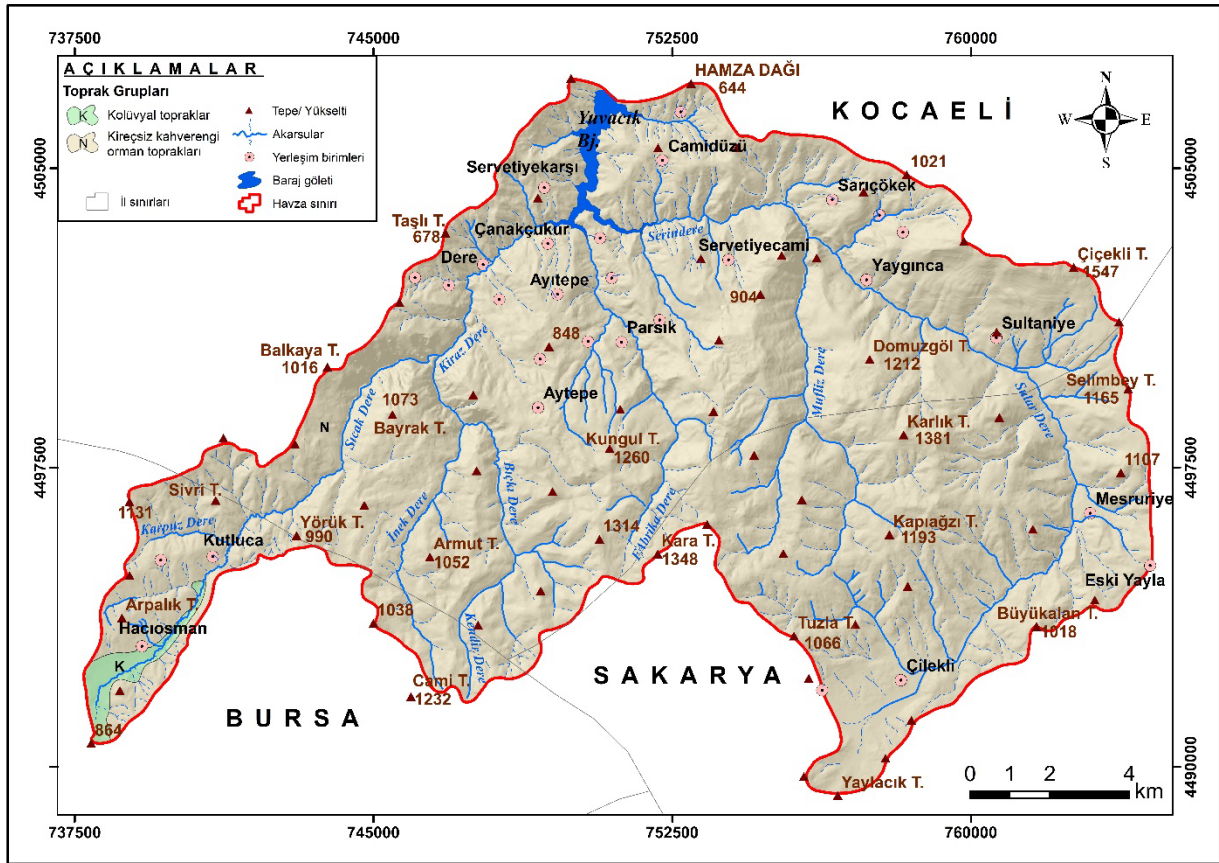 737500 745000 752500 760000
AÇIKLAMALAR
Toprak Grupları
K Kolüvyal topraklar
N Kireçsiz kahverengi
orman toprakları
İl sınırları
Tepe/ Yükselti
Akarsular
Yerleşim birimleri
Baraj göleti
Havza sınırı
HAMZA DAĞI
644
KOCAELİ
N
W E
S
Yuvacık
Bj.
Camidüzü
4505000
4505000
Servetiyekarşı
1021
Sarıçökek
Taşlı T.
678
Çanakçukur
Serindere
Servetiyecami
Dere
Yaygınca
Çiçekli T.
1547
Ayıtepe
904
Parsık
848
Sultaniye
Kiraz Dere
Balkaya T.
1016
Domuzgöl T.
1212
Mufliz Dere
Selimbey T.
1165
Sular Dere
Sıcak Dere
Aytepe
1073
Bayrak T.
Karlık T.
1381
N
Kungul T.
1260
4497500
4497500
1107
Bıçkı Dere
Sivri T.
1131
Mesruriye
Karpuz Dere
Yörük T.
990
İnek Dere
1314
Kapıağzı T.
1193
Kutluca
Armut T.
1052
FAbrika Dere
Kara T.
1348
Eski Yayla
Arpalık T.
1038
Büyükalan T.
1018
Hacıosman
Tuzla T.
1066
Kendir Dere
K
SAKARYA
Çilekli
Cami T.
1232
BURSA
864
4490000
4490000
Yaylacık T.
0 1 2 4
km
737500 745000 752500 760000